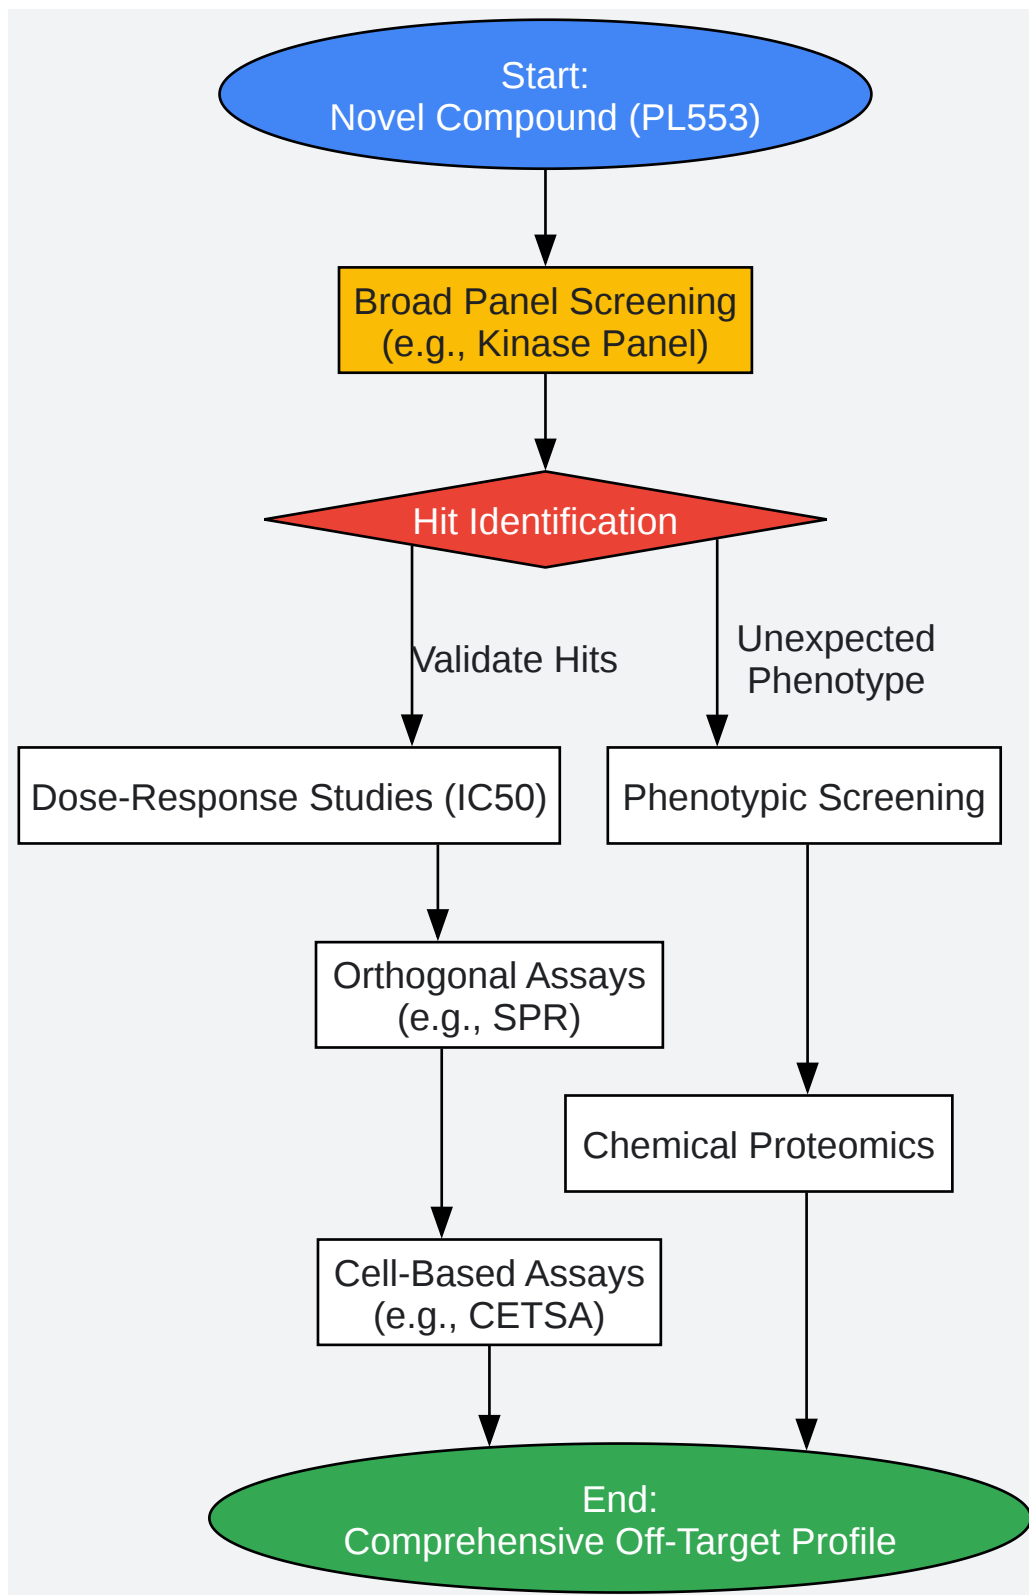 Start:
Novel Compound (PL553)
Broad Panel Screening
(e.g., Kinase Panel)
Hit Identification
Validate Hits
Unexpected
Phenotype
Dose-Response Studies (IC50)
Phenotypic Screening
Orthogonal Assays
(e.g., SPR)
Chemical Proteomics
Cell-Based Assays
(e.g., CETSA)
End:
Comprehensive Off-Target Profile